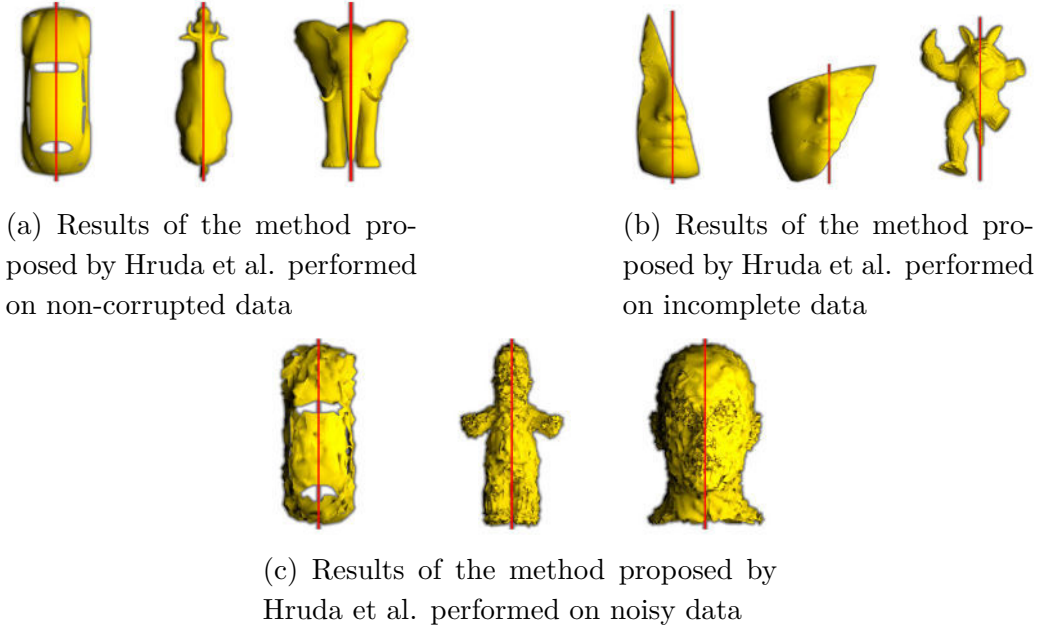 (a) Results of the method pro-
posed by Hruda et al. performed
on non-corrupted data
(b) Results of the method pro-
posed by Hruda et al. performed
on incomplete data
(c) Results of the method proposed by
Hruda et al. performed on noisy data